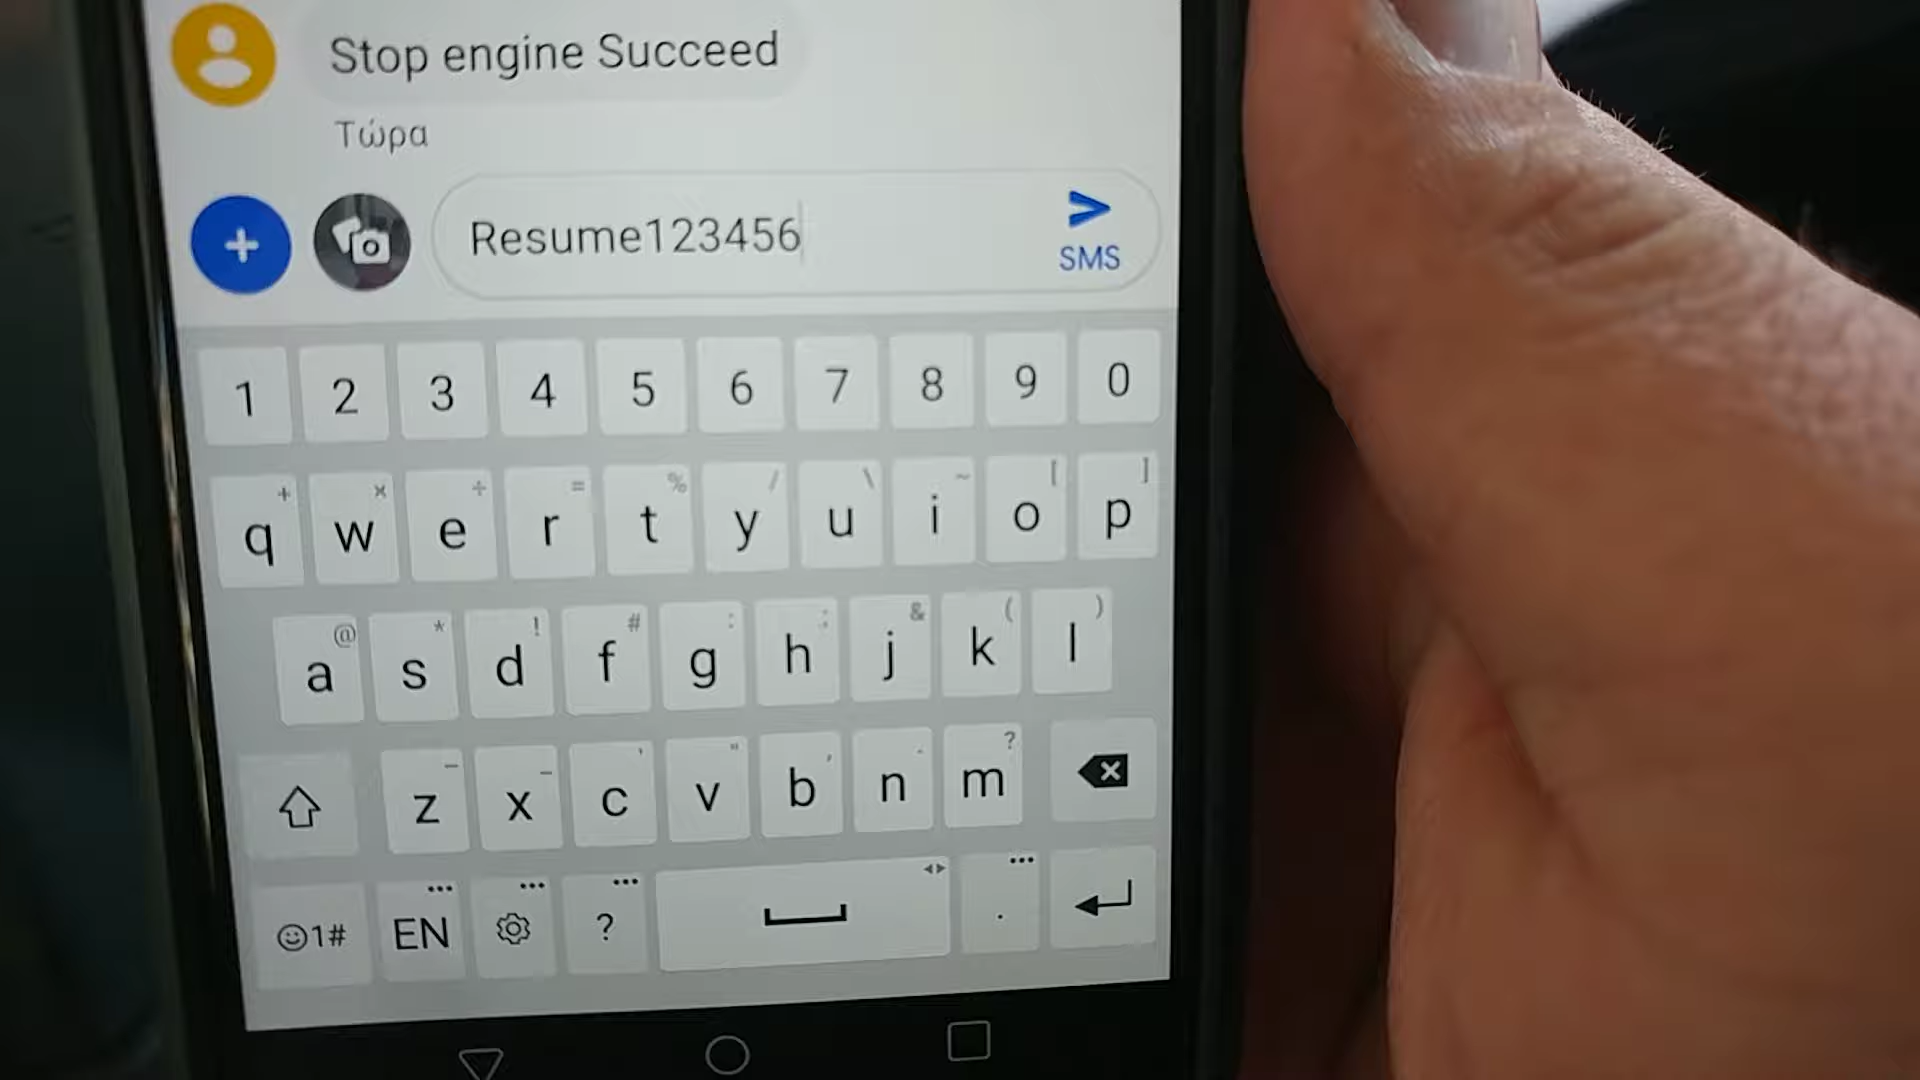 Stop engine Succeed
Τώρα
Resume123456
SMS
1 2 3 4 5 6 7 8 9 0
+ × ÷ = % / \ ~ [ ]
q w e r t y u i o p
@ * ! # : ; & ( )
a s d f g h j k l
z x c v b n m ?
☺1# EN ? .